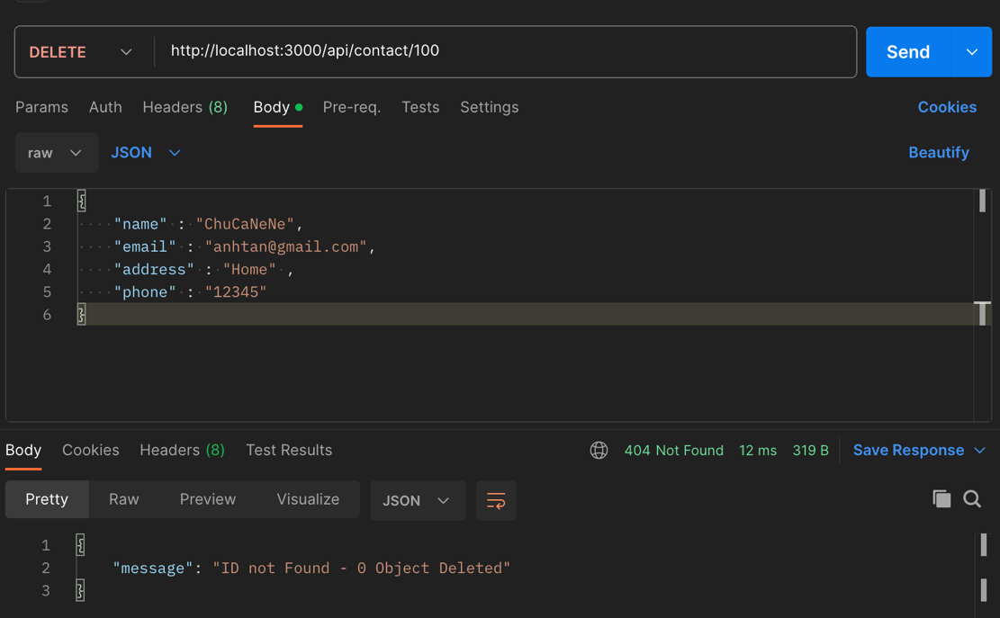 DELETE http://localhost:3000/api/contact/100 Send
Params Auth Headers (8) Body Pre-req. Tests Settings Cookies
raw JSON Beautify
1 {
2 "name" : "ChuCaNeNe",
3 "email" : "anhtan@gmail.com",
4 "address" : "Home" ,
5 "phone" : "12345"
6 }
Body Cookies Headers (8) Test Results 404 Not Found 12 ms 319 B Save Response
Pretty Raw Preview Visualize JSON
1 {
2 "message": "ID not Found - 0 Object Deleted"
3 }